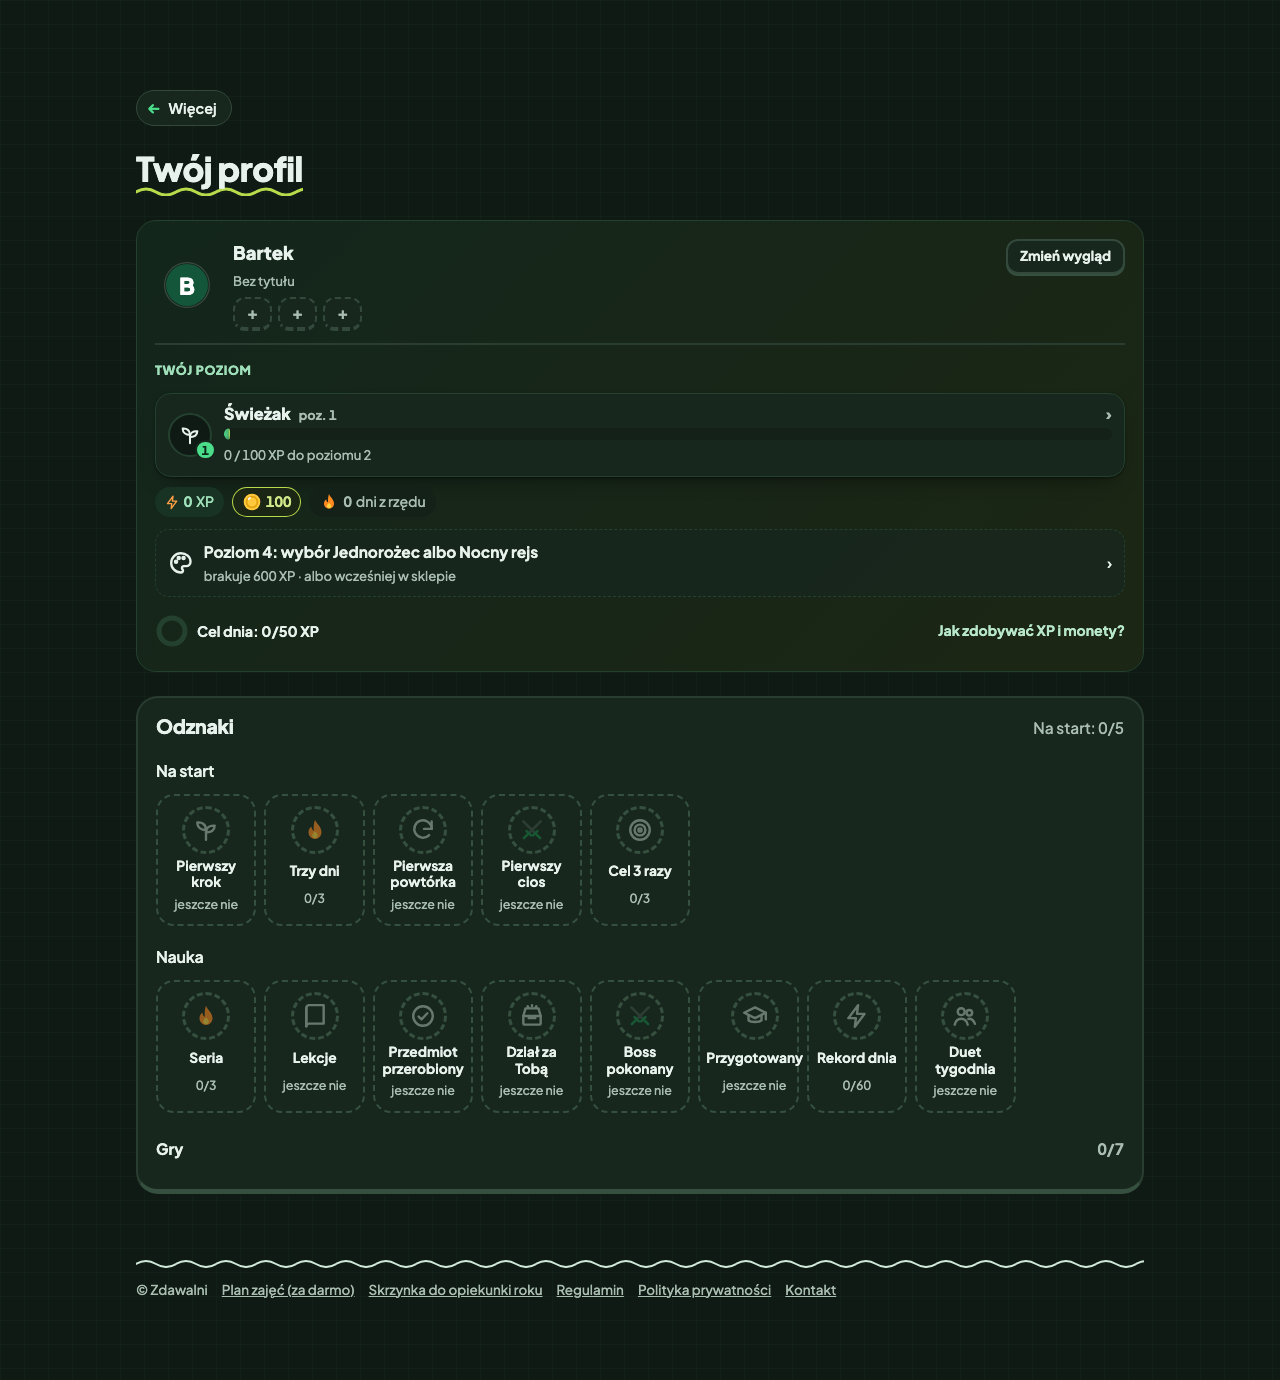 Więcej
Twój profil
B
Bartek
Zmień wygląd
Bez tytułu
+ + +
TWÓJ POZIOM
Świeżak poz. 1
1
0 / 100 XP do poziomu 2
0 XP 100 0 dni z rzędu
Poziom 4: wybór Jednorożec albo Nocny rejs
brakuje 600 XP · albo wcześniej w sklepie
Cel dnia: 0/50 XP
Jak zdobywać XP i monety?
Odznaki
Na start: 0/5
Na start
Pierwszy
krok
jeszcze nie
Trzy dni
0/3
Pierwsza
powtórka
jeszcze nie
Pierwszy
cios
jeszcze nie
Cel 3 razy
0/3
Nauka
Seria
0/3
Lekcje
jeszcze nie
Przedmiot
przerobiony
jeszcze nie
Dział za
Tobą
jeszcze nie
Boss
pokonany
jeszcze nie
Przygotowany
jeszcze nie
Rekord dnia
0/60
Duet
tygodnia
jeszcze nie
Gry
0/7
© Zdawalni Plan zajęć (za darmo) Skrzynka do opiekunki roku Regulamin Polityka prywatności Kontakt